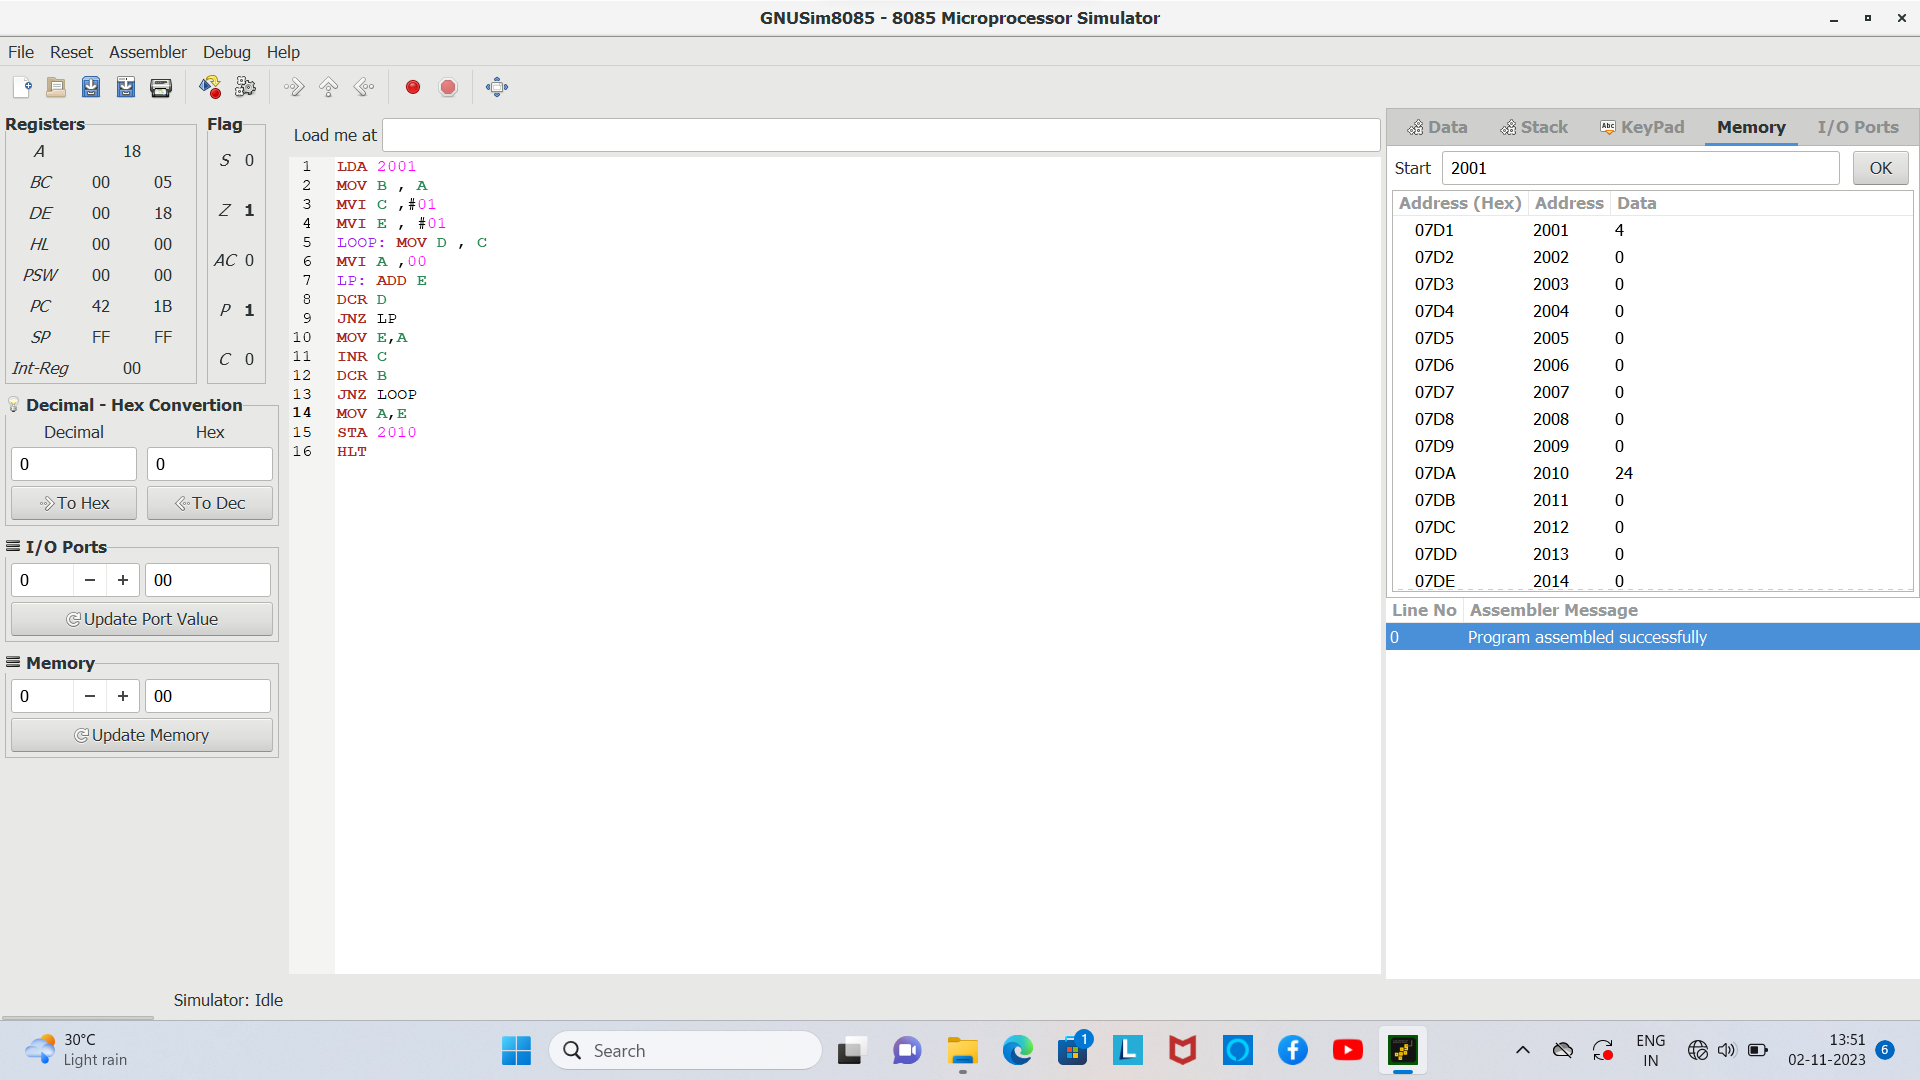 GNUSim8085 - 8085 Microprocessor Simulator
File Reset Assembler Debug Help
Registers
A 18
BC 00 05
DE 00 18
HL 00 00
PSW 00 00
PC 42 1B
SP FF FF
Int-Reg 00
Flag
S 0
Z 1
AC 0
P 1
C 0
Decimal - Hex Convertion
Decimal Hex
0 0
To Hex To Dec
I/O Ports
0 − + 00
Update Port Value
Memory
0 − + 00
Update Memory
Load me at
1 LDA 2001
2 MOV B , A
3 MVI C ,#01
4 MVI E , #01
5 LOOP: MOV D , C
6 MVI A ,00
7 LP: ADD E
8 DCR D
9 JNZ LP
10 MOV E,A
11 INR C
12 DCR B
13 JNZ LOOP
14 MOV A,E
15 STA 2010
16 HLT
Data Stack Abc KeyPad Memory I/O Ports
Start 2001 OK
Address (Hex) Address Data
07D1 2001 4
07D2 2002 0
07D3 2003 0
07D4 2004 0
07D5 2005 0
07D6 2006 0
07D7 2007 0
07D8 2008 0
07D9 2009 0
07DA 2010 24
07DB 2011 0
07DC 2012 0
07DD 2013 0
07DE 2014 0
Line No Assembler Message
0 Program assembled successfully
Simulator: Idle
30°C
Light rain
Search
1
L
ENG
IN
13:51
02-11-2023
6